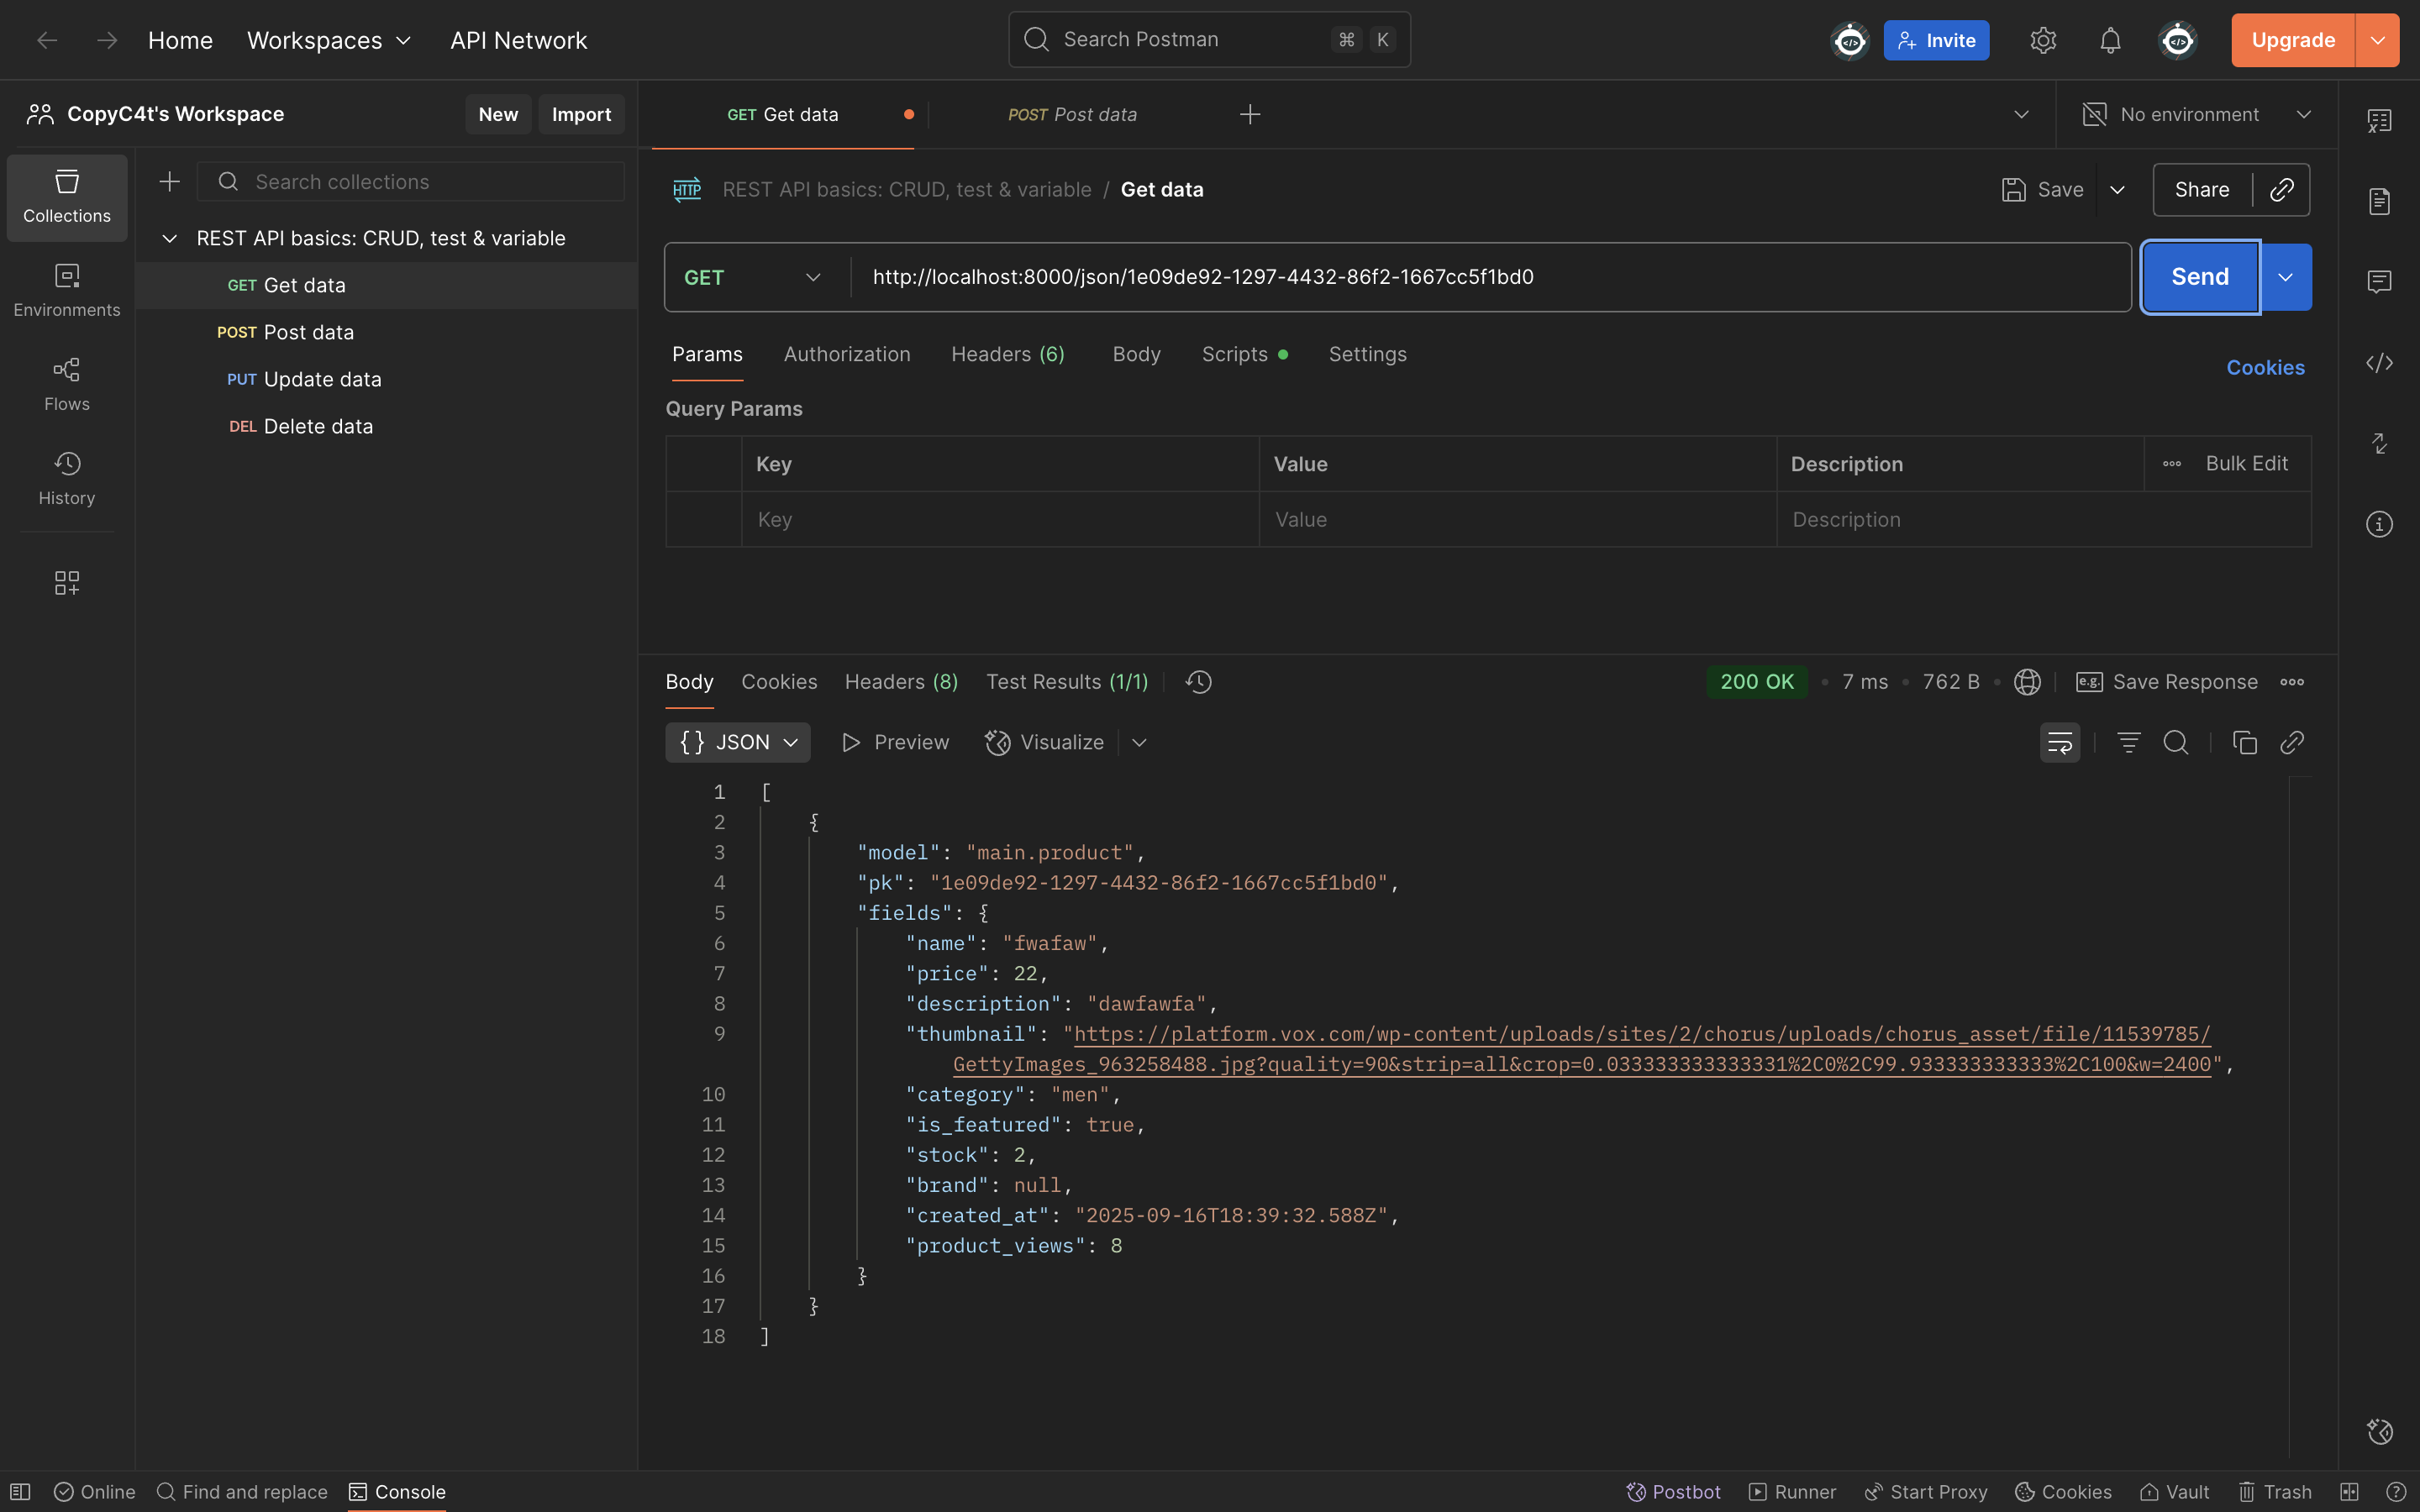 Home Workspaces API Network
Search Postman ⌘ K
Invite
Upgrade
CopyC4t's Workspace
New Import
GET Get data
POST Post data
No environment
Collections
Environments
Flows
History
Search collections
REST API basics: CRUD, test & variable
GET Get data
POST Post data
PUT Update data
DEL Delete data
HTTP REST API basics: CRUD, test & variable / Get data
Save Share
GET http://localhost:8000/json/1e09de92-1297-4432-86f2-1667cc5f1bd0
Send
Params Authorization Headers (6) Body Scripts Settings
Cookies
Query Params
Key Value Description Bulk Edit
Key Value Description
Body Cookies Headers (8) Test Results (1/1)
200 OK • 7 ms • 762 B • e.g. Save Response
{} JSON Preview Visualize
1 [
2 {
3 "model": "main.product",
4 "pk": "1e09de92-1297-4432-86f2-1667cc5f1bd0",
5 "fields": {
6 "name": "fwafaw",
7 "price": 22,
8 "description": "dawfawfa",
9 "thumbnail": "https://platform.vox.com/wp-content/uploads/sites/2/chorus/uploads/chorus_asset/file/11539785/
GettyImages_963258488.jpg?quality=90&strip=all&crop=0.033333333333331%2C0%2C99.933333333333%2C100&w=2400",
10 "category": "men",
11 "is_featured": true,
12 "stock": 2,
13 "brand": null,
14 "created_at": "2025-09-16T18:39:32.588Z",
15 "product_views": 8
16 }
17 }
18 ]
Online Find and replace Console
Postbot Runner Start Proxy Cookies Vault Trash